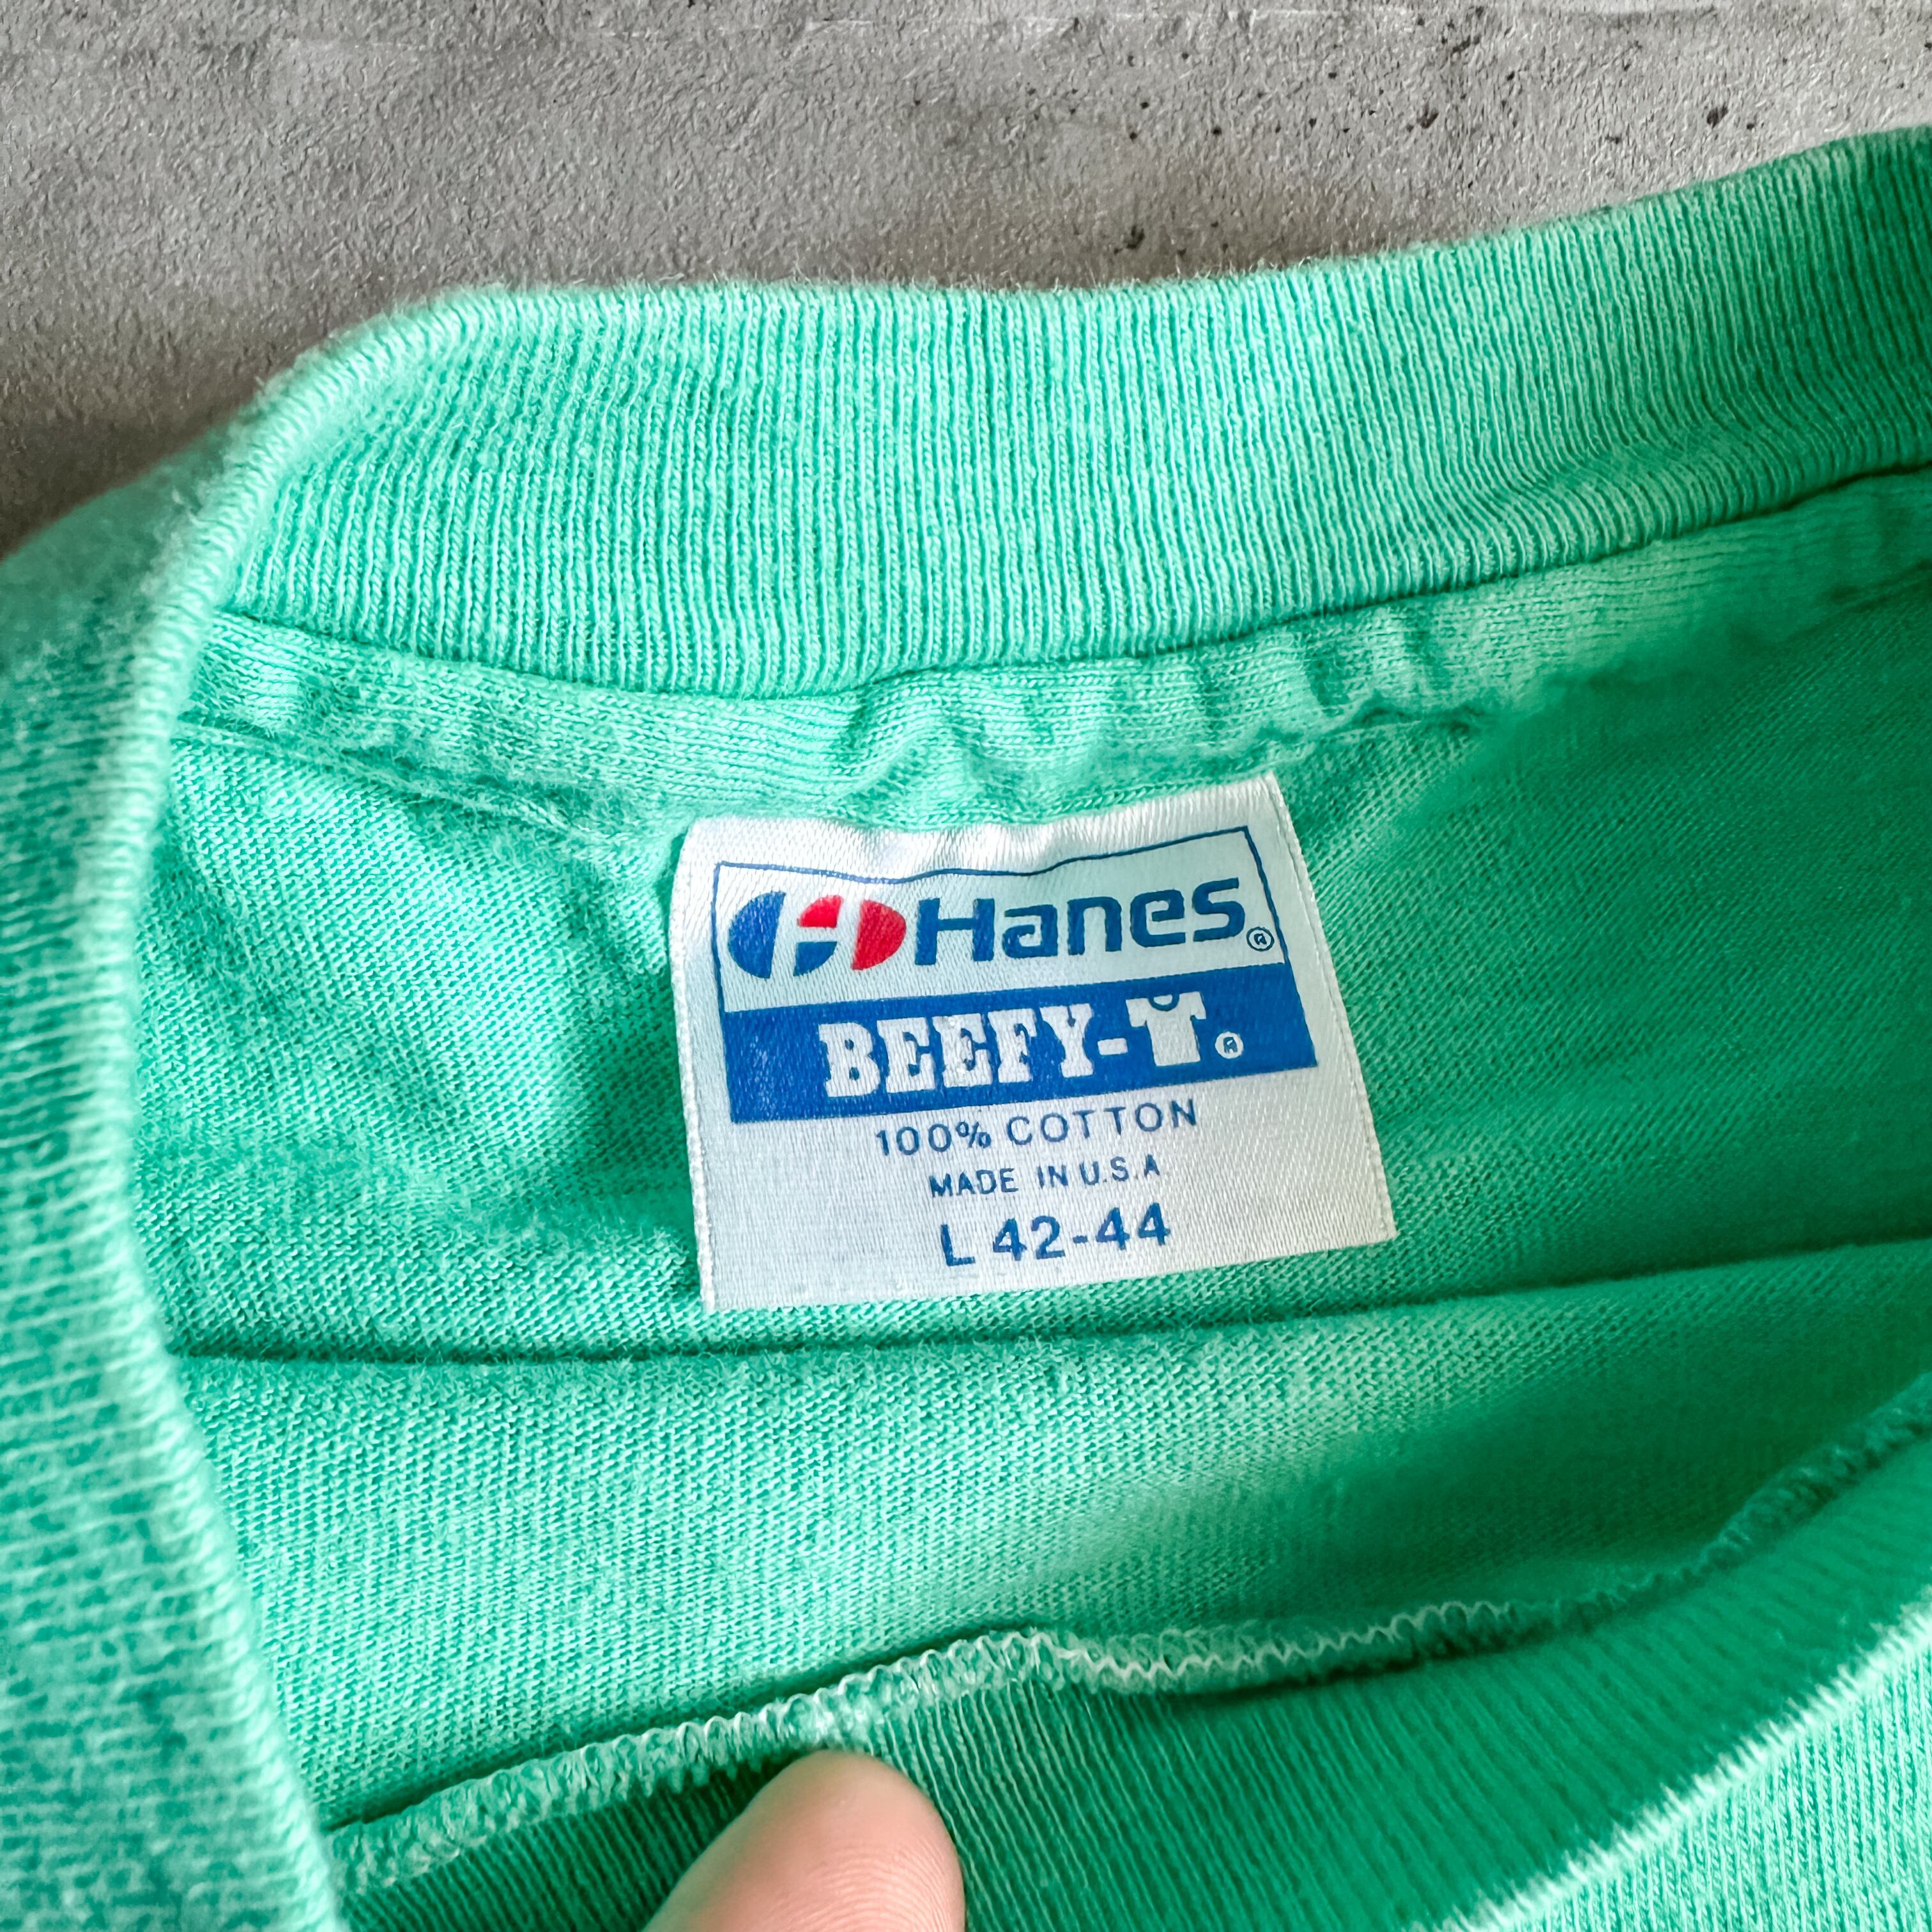 Hanes®
BEEFY-T®
100% COTTON
MADE IN U.S.A.
L 42-44